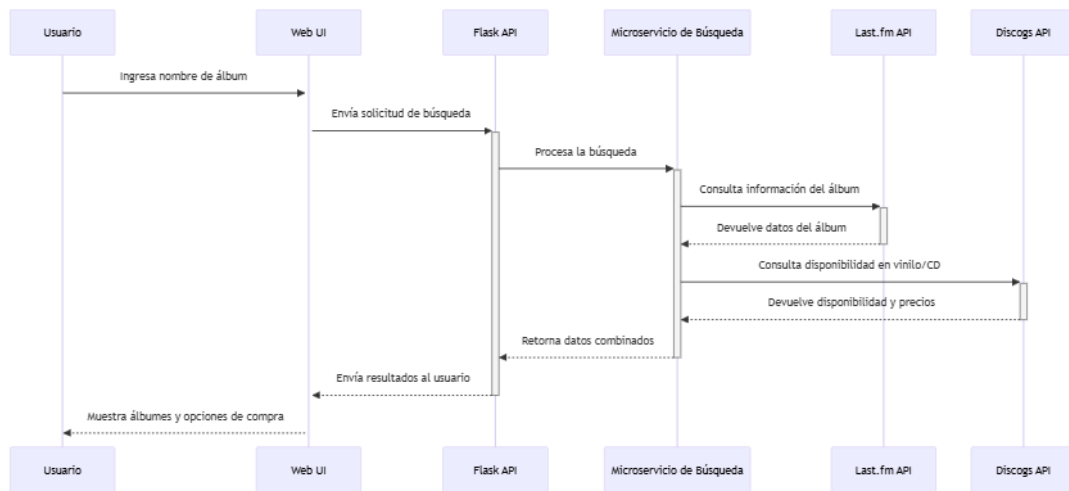 Usuario
Web UI
Flask API
Microservicio de Búsqueda
Last.fm API
Discogs API
Ingresa nombre de álbum
Envía solicitud de búsqueda
Procesa la búsqueda
Consulta información del álbum
Devuelve datos del álbum
Consulta disponibilidad en vinilo/CD
Devuelve disponibilidad y precios
Retorna datos combinados
Envía resultados al usuario
Muestra álbumes y opciones de compra
Usuario
Web UI
Flask API
Microservicio de Búsqueda
Last.fm API
Discogs API